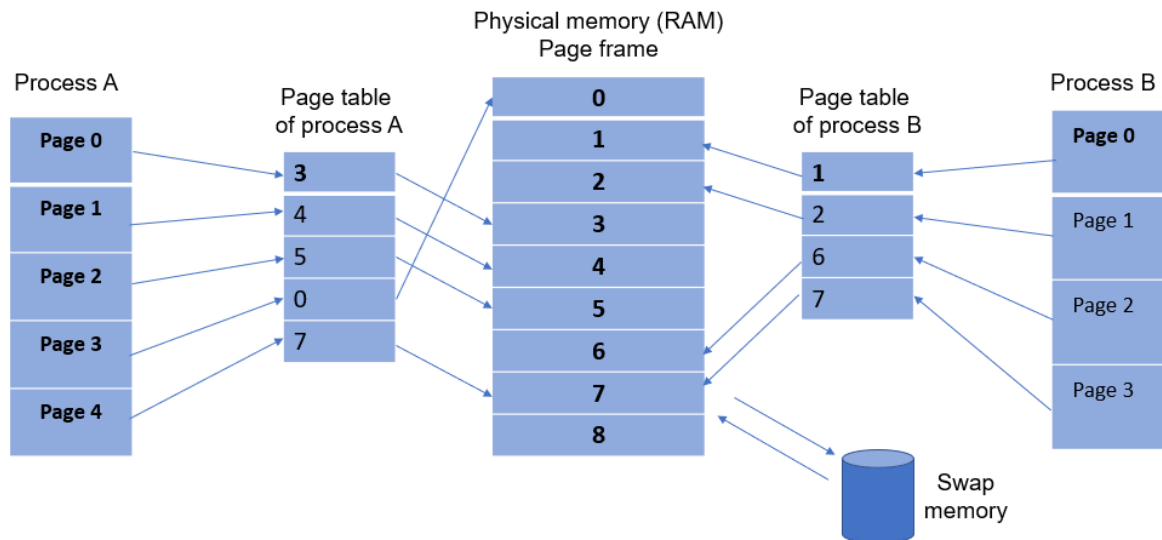 Process A
Page 0
Page 1
Page 2
Page 3
Page 4
Page table
of process A
3
4
5
0
7
Physical memory (RAM)
Page frame
0
1
2
3
4
5
6
7
8
Page table
of process B
1
2
6
7
Process B
Page 0
Page 1
Page 2
Page 3
Swap
memory